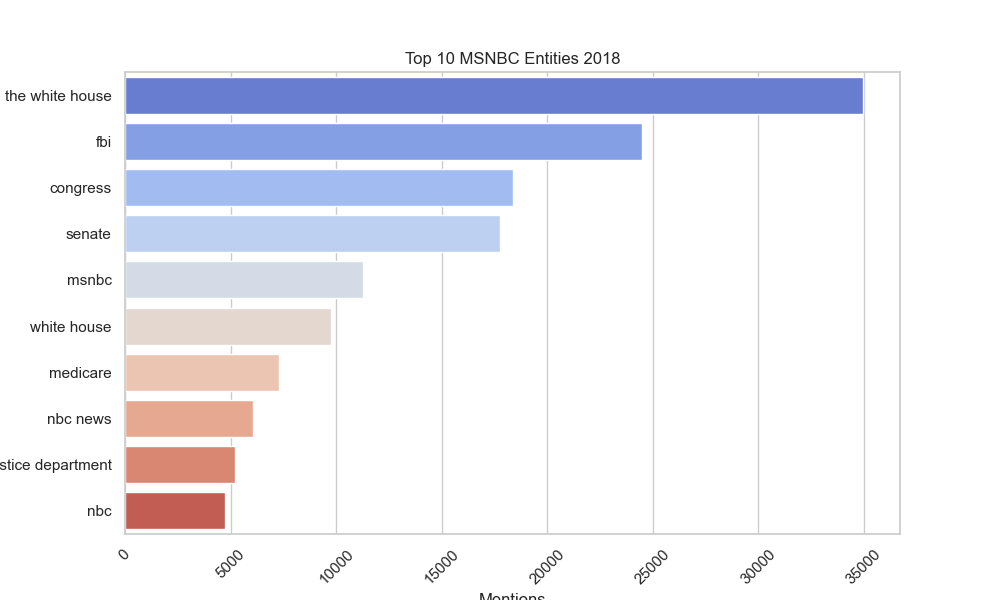 Top 10 MSNBC Entities 2018
the white house
fbi
congress
senate
msnbc
white house
medicare
nbc news
stice department
nbc
0
5000
10000
15000
20000
25000
30000
35000
Mentions